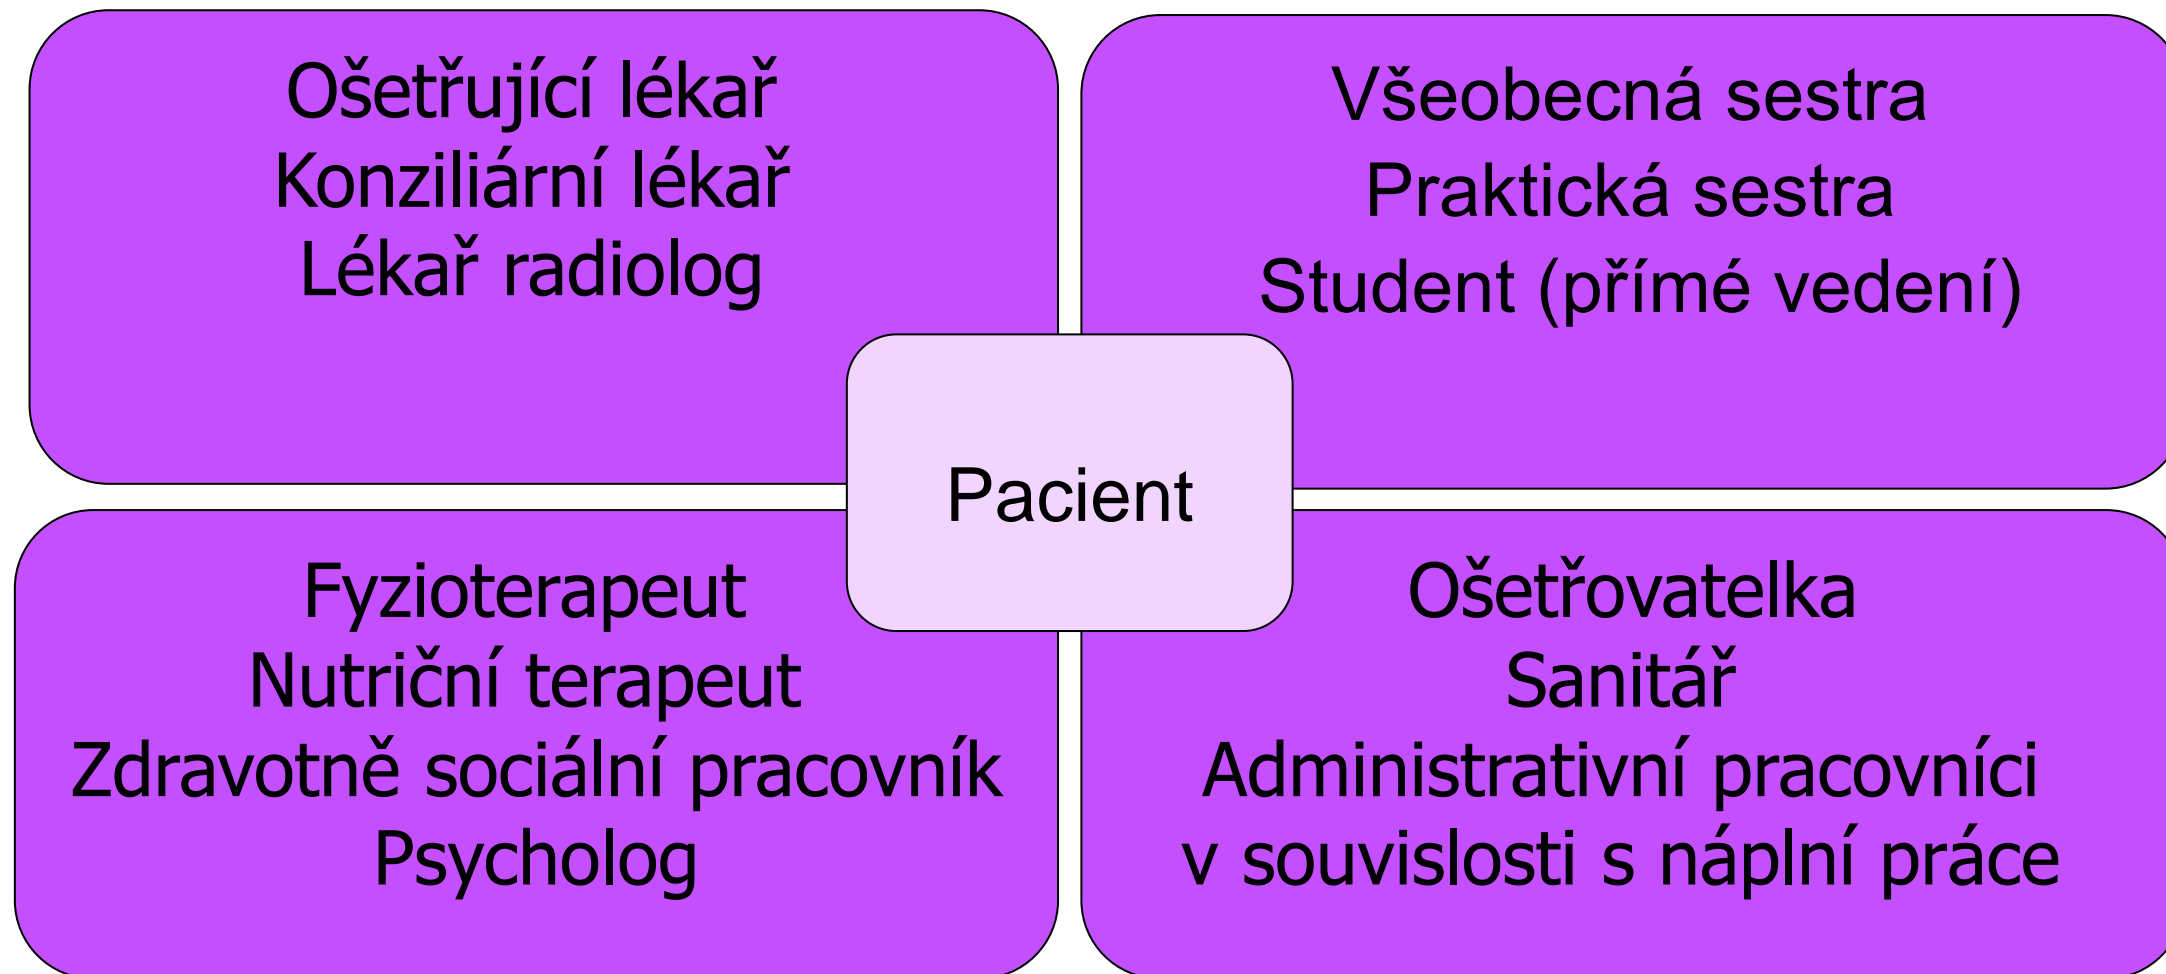 Ošetřující lékař
Konziliární lékař
Lékař radiolog
Všeobecná sestra
Praktická sestra
Student (přímé vedení)
Pacient
Fyzioterapeut
Nutriční terapeut
Zdravotně sociální pracovník
Psycholog
Ošetřovatelka
Sanitář
Administrativní pracovníci
v souvislosti s náplní práce